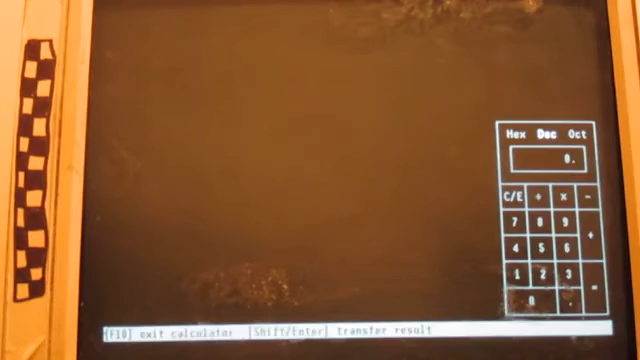 Hex Dec Oct
0.
C/E ÷ × -
7 8 9
+
4 5 6
1 2 3
=
0 .
{F10} exit calculator [Shift/Enter] transfer result